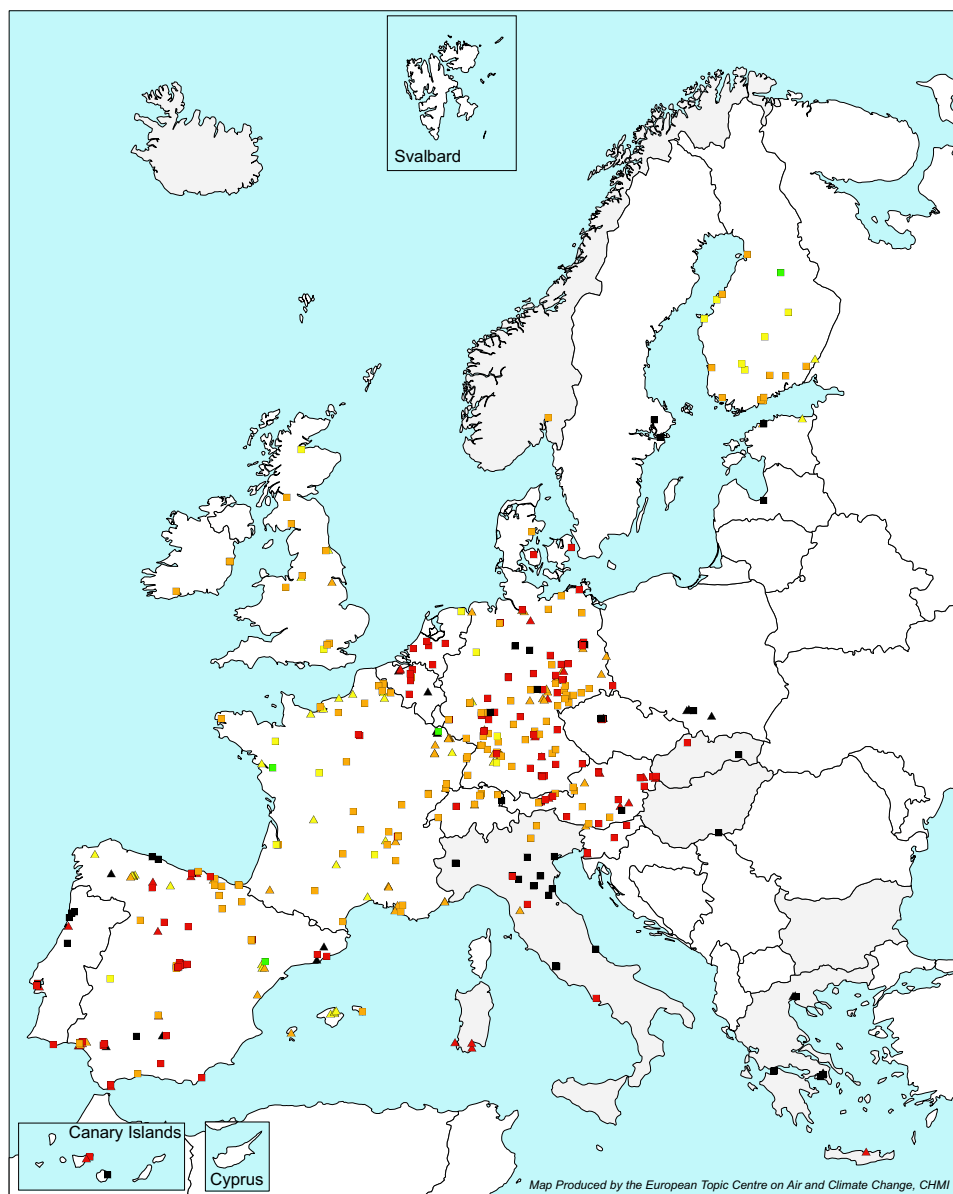 Svalbard
Canary Islands
Cyprus
Map Produced by the European Topic Centre on Air and Climate Change, CHMI